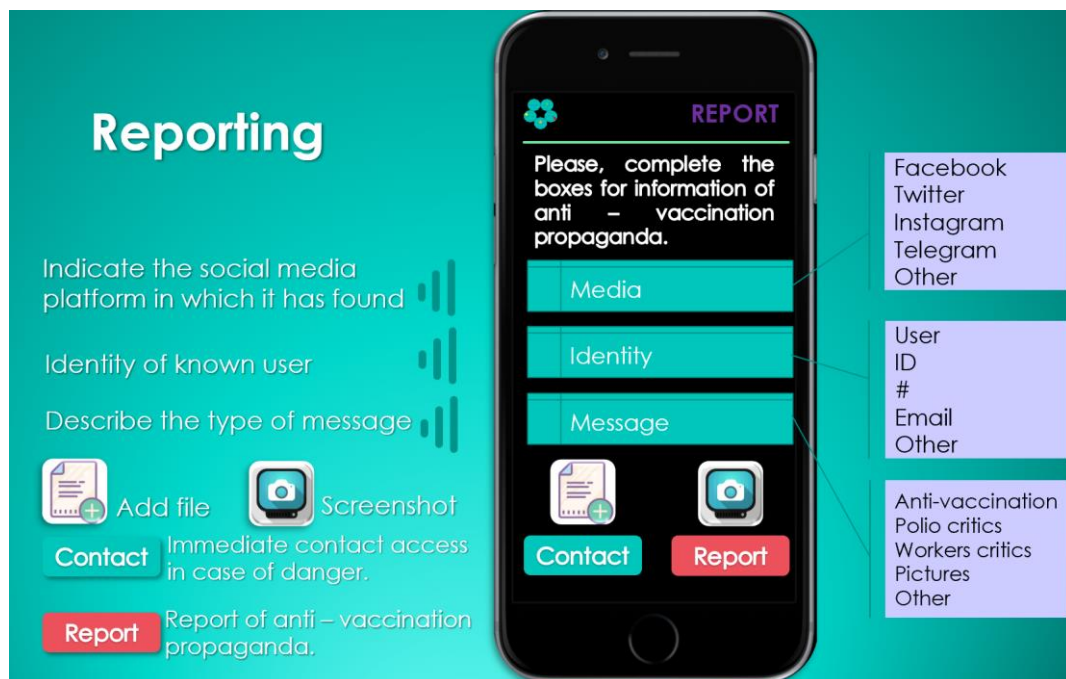 Reporting
Indicate the social media
platform in which it has found
Identity of known user
Describe the type of message
Add file
Screenshot
Contact
Immediate contact access
in case of danger.
Report
Report of anti – vaccination
propaganda.
REPORT
Please, complete the
boxes for information of
anti – vaccination
propaganda.
Media
Identity
Message
Contact
Report
Facebook
Twitter
Instagram
Telegram
Other
User
ID
#
Email
Other
Anti-vaccination
Polio critics
Workers critics
Pictures
Other